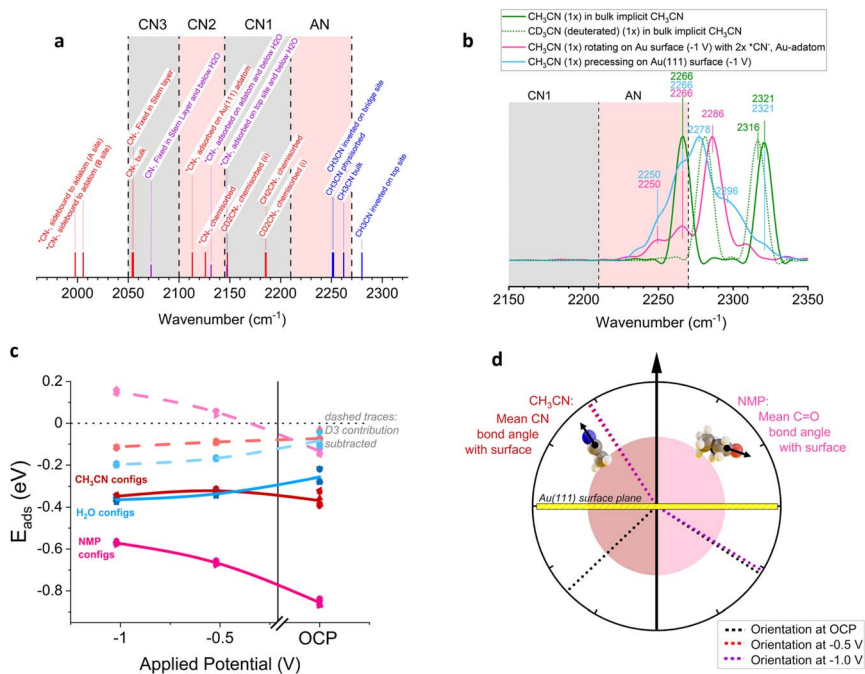 a
CN3
CN2
CN1
AN
*CN-, sidebound to adatom (A site)
*CN-, sidebound to adatom (B site)
CN-, bulk
CN-, Fixed in Stern layer
CN-, Fixed in Stern Layer and below H2O
*CN-, adsorbed on Au(111) adatom
*CN-, chemisorbed
*CN-, adsorbed on adatom and below H2O
CD2CN-, chemisorbed (ii)
*CN-, adsorbed on top site and below H2O
CH2CN-, chemisorbed
CD2CN-, chemisorbed (i)
CH3CN inverted on bridge site
CH3CN physisorbed
CH3CN bulk
CH3CN inverted on top site
2000
2050
2100
2150
2200
2250
2300
Wavenumber (cm⁻¹)
b
CH₃CN (1x) in bulk implicit CH₃CN
CD₃CN (deuterated) (1x) in bulk implicit CH₃CN
CH₃CN (1x) rotating on Au surface (-1 V) with 2x *CN⁻, Au-adatom
CH₃CN (1x) precessing on Au(111) surface (-1 V)
CN1
AN
2266
2266
2266
2321
2321
2286
2316
2278
2250
2250
2296
2150
2200
2250
2300
2350
Wavenumber (cm⁻¹)
c
0.2
0
-0.2
-0.4
-0.6
-0.8
E_ads (eV)
dashed traces:
D3 contribution
subtracted
CH₃CN configs
H₂O configs
NMP
configs
-1
-0.5
OCP
Applied Potential (V)
d
CH₃CN:
Mean CN
bond angle
with surface
NMP:
Mean C=O
bond angle
with surface
Au(111) surface plane
Orientation at OCP
Orientation at -0.5 V
Orientation at -1.0 V